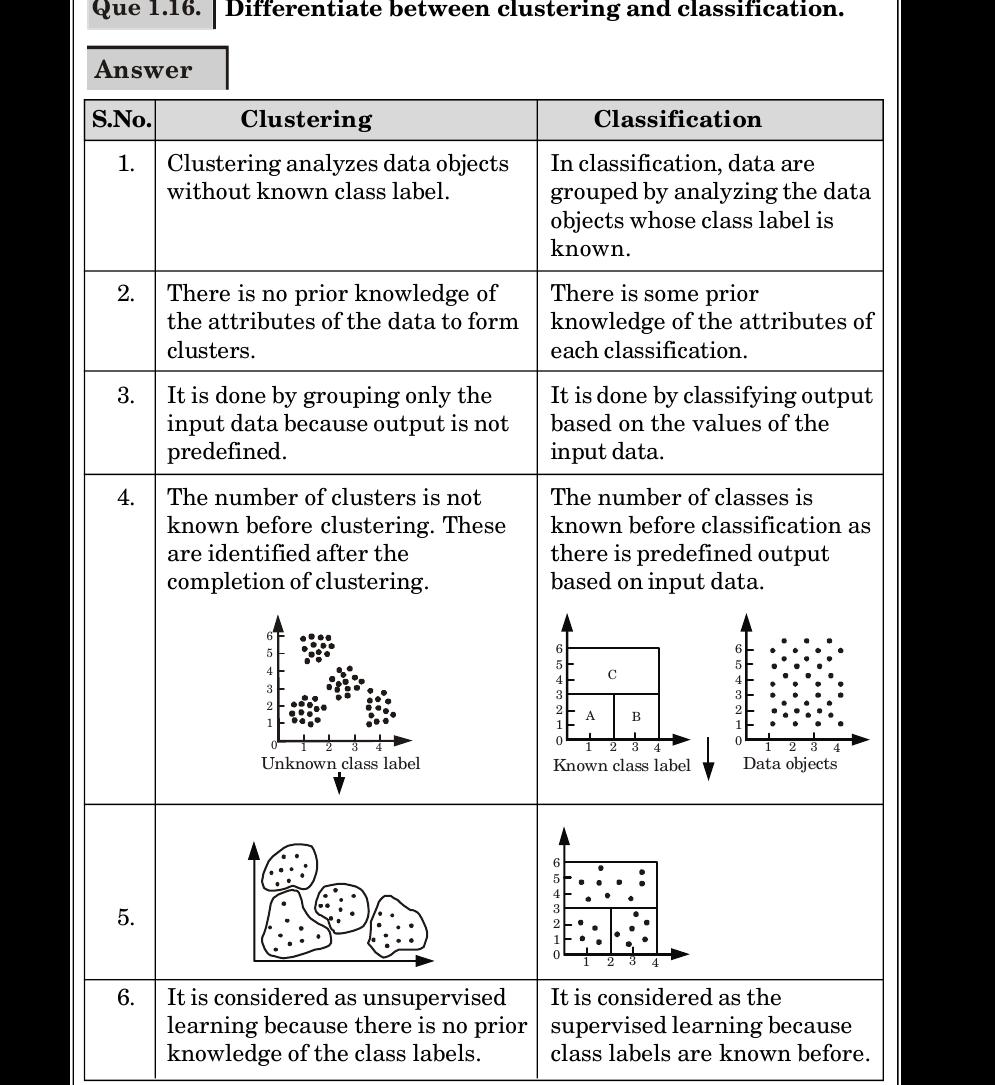 Que 1.16. Differentiate between clustering and classification.
Answer
S.No. Clustering Classification
1. Clustering analyzes data objects
without known class label.
In classification, data are
grouped by analyzing the data
objects whose class label is
known.
2. There is no prior knowledge of
the attributes of the data to form
clusters.
There is some prior
knowledge of the attributes of
each classification.
3. It is done by grouping only the
input data because output is not
predefined.
It is done by classifying output
based on the values of the
input data.
4. The number of clusters is not
known before clustering. These
are identified after the
completion of clustering.
6
5
4
3
2
1
0 1 2 3 4
Unknown class label
The number of classes is
known before classification as
there is predefined output
based on input data.
6
5
4
3
2
1
0
C
A B
1 2 3 4
Known class label
6
5
4
3
2
1
0
1 2 3 4
Data objects
5.
6
5
4
3
2
1
0
1 2 3 4
6. It is considered as unsupervised
learning because there is no prior
knowledge of the class labels.
It is considered as the
supervised learning because
class labels are known before.